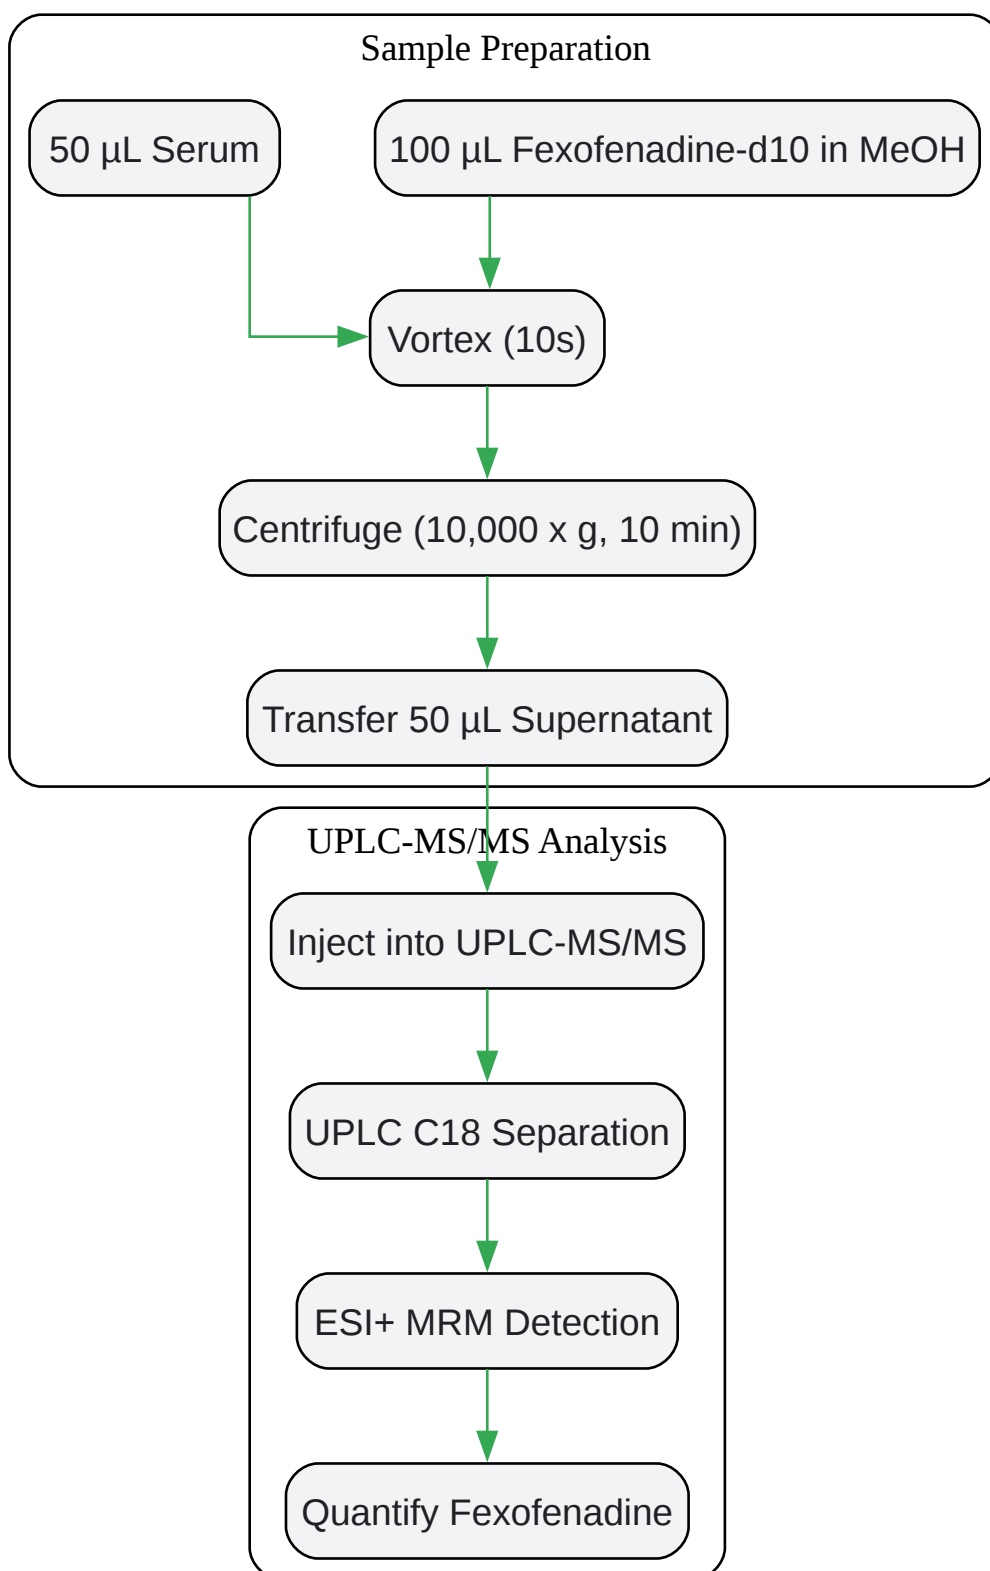 Sample Preparation
50 µL Serum
100 µL Fexofenadine-d10 in MeOH
Vortex (10s)
Centrifuge (10,000 x g, 10 min)
Transfer 50 µL Supernatant
UPLC-MS/MS Analysis
Inject into UPLC-MS/MS
UPLC C18 Separation
ESI+ MRM Detection
Quantify Fexofenadine